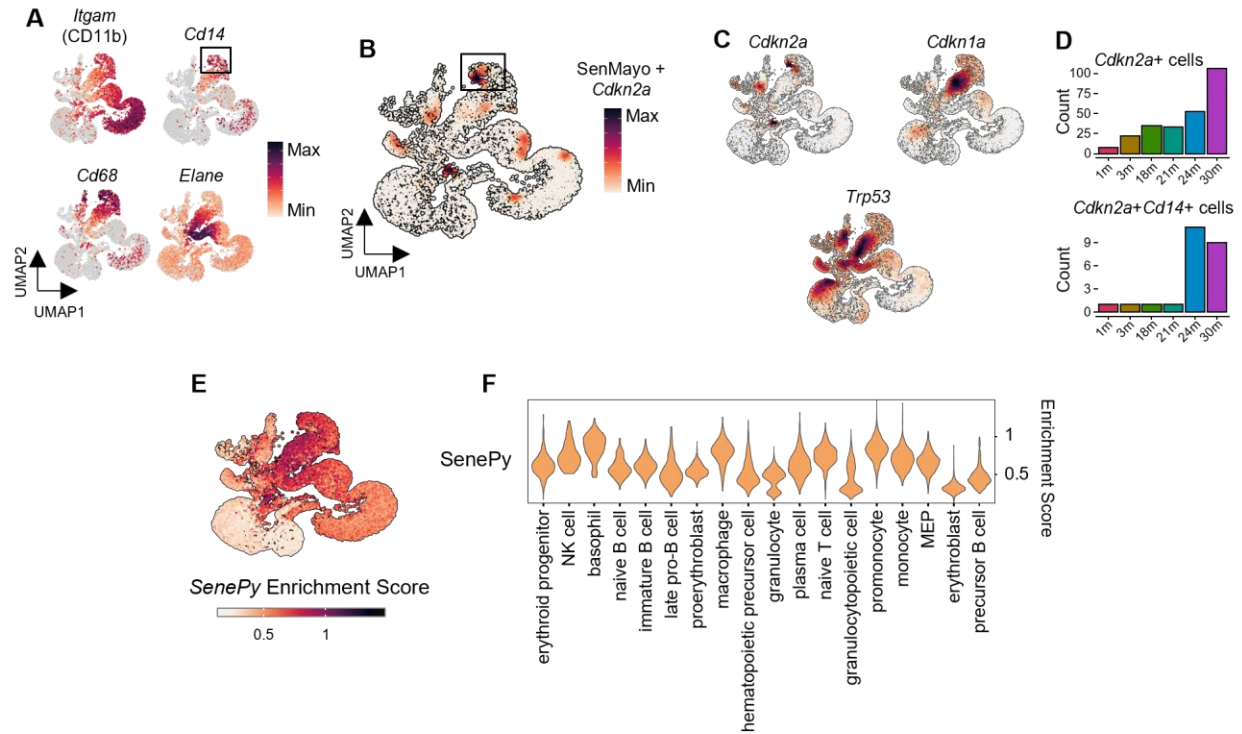 A
Itgam
(CD11b)
Cd14
Cd68
Elane
Max
Min
UMAP2
UMAP1
B
SenMayo +
Cdkn2a
Max
Min
UMAP2
UMAP1
C
Cdkn2a
Cdkn1a
Trp53
D
Cdkn2a+ cells
Count
100
75
50
25
0
1m 3m 18m 21m 24m 30m
Cdkn2a+Cd14+ cells
Count
9
6
3
0
1m 3m 18m 21m 24m 30m
E
SenePy Enrichment Score
0.5 1
F
SenePy
1
0.5
Enrichment Score
erythroid progenitor
NK cell
basophil
naive B cell
immature B cell
late pro-B cell
proerythroblast
macrophage
hematopoietic precursor cell
granulocyte
plasma cell
naive T cell
granulocytopoietic cell
promonocyte
monocyte
MEP
erythroblast
precursor B cell